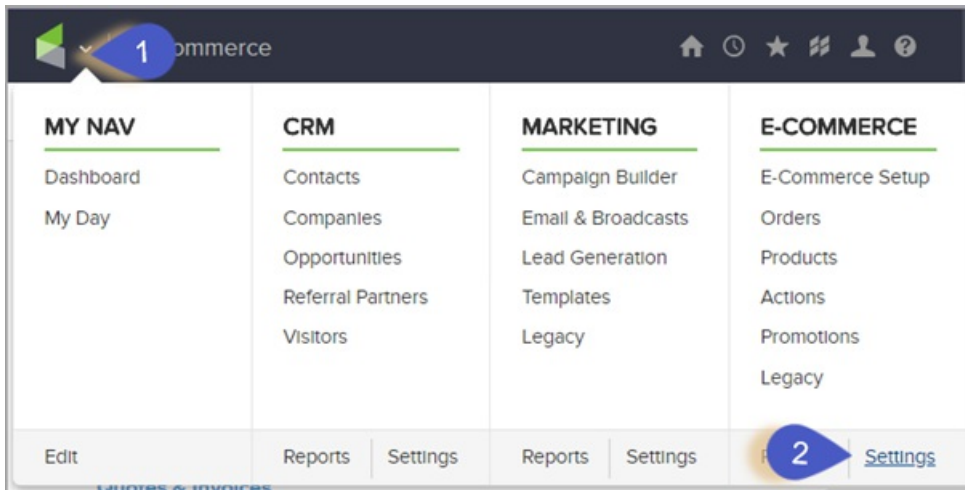 1 ommerce
MY NAV
Dashboard
My Day
Edit
CRM
Contacts
Companies
Opportunities
Referral Partners
Visitors
Reports Settings
MARKETING
Campaign Builder
Email & Broadcasts
Lead Generation
Templates
Legacy
Reports Settings
E-COMMERCE
E-Commerce Setup
Orders
Products
Actions
Promotions
Legacy
2 Settings
Quotes & Invoices